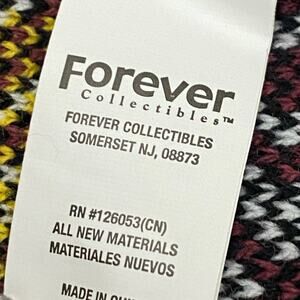 Forever
Collectibles™
FOREVER COLLECTIBLES
SOMERSET NJ, 08873
RN #126053(CN)
ALL NEW MATERIALS
MATERIALES NUEVOS
MADE IN